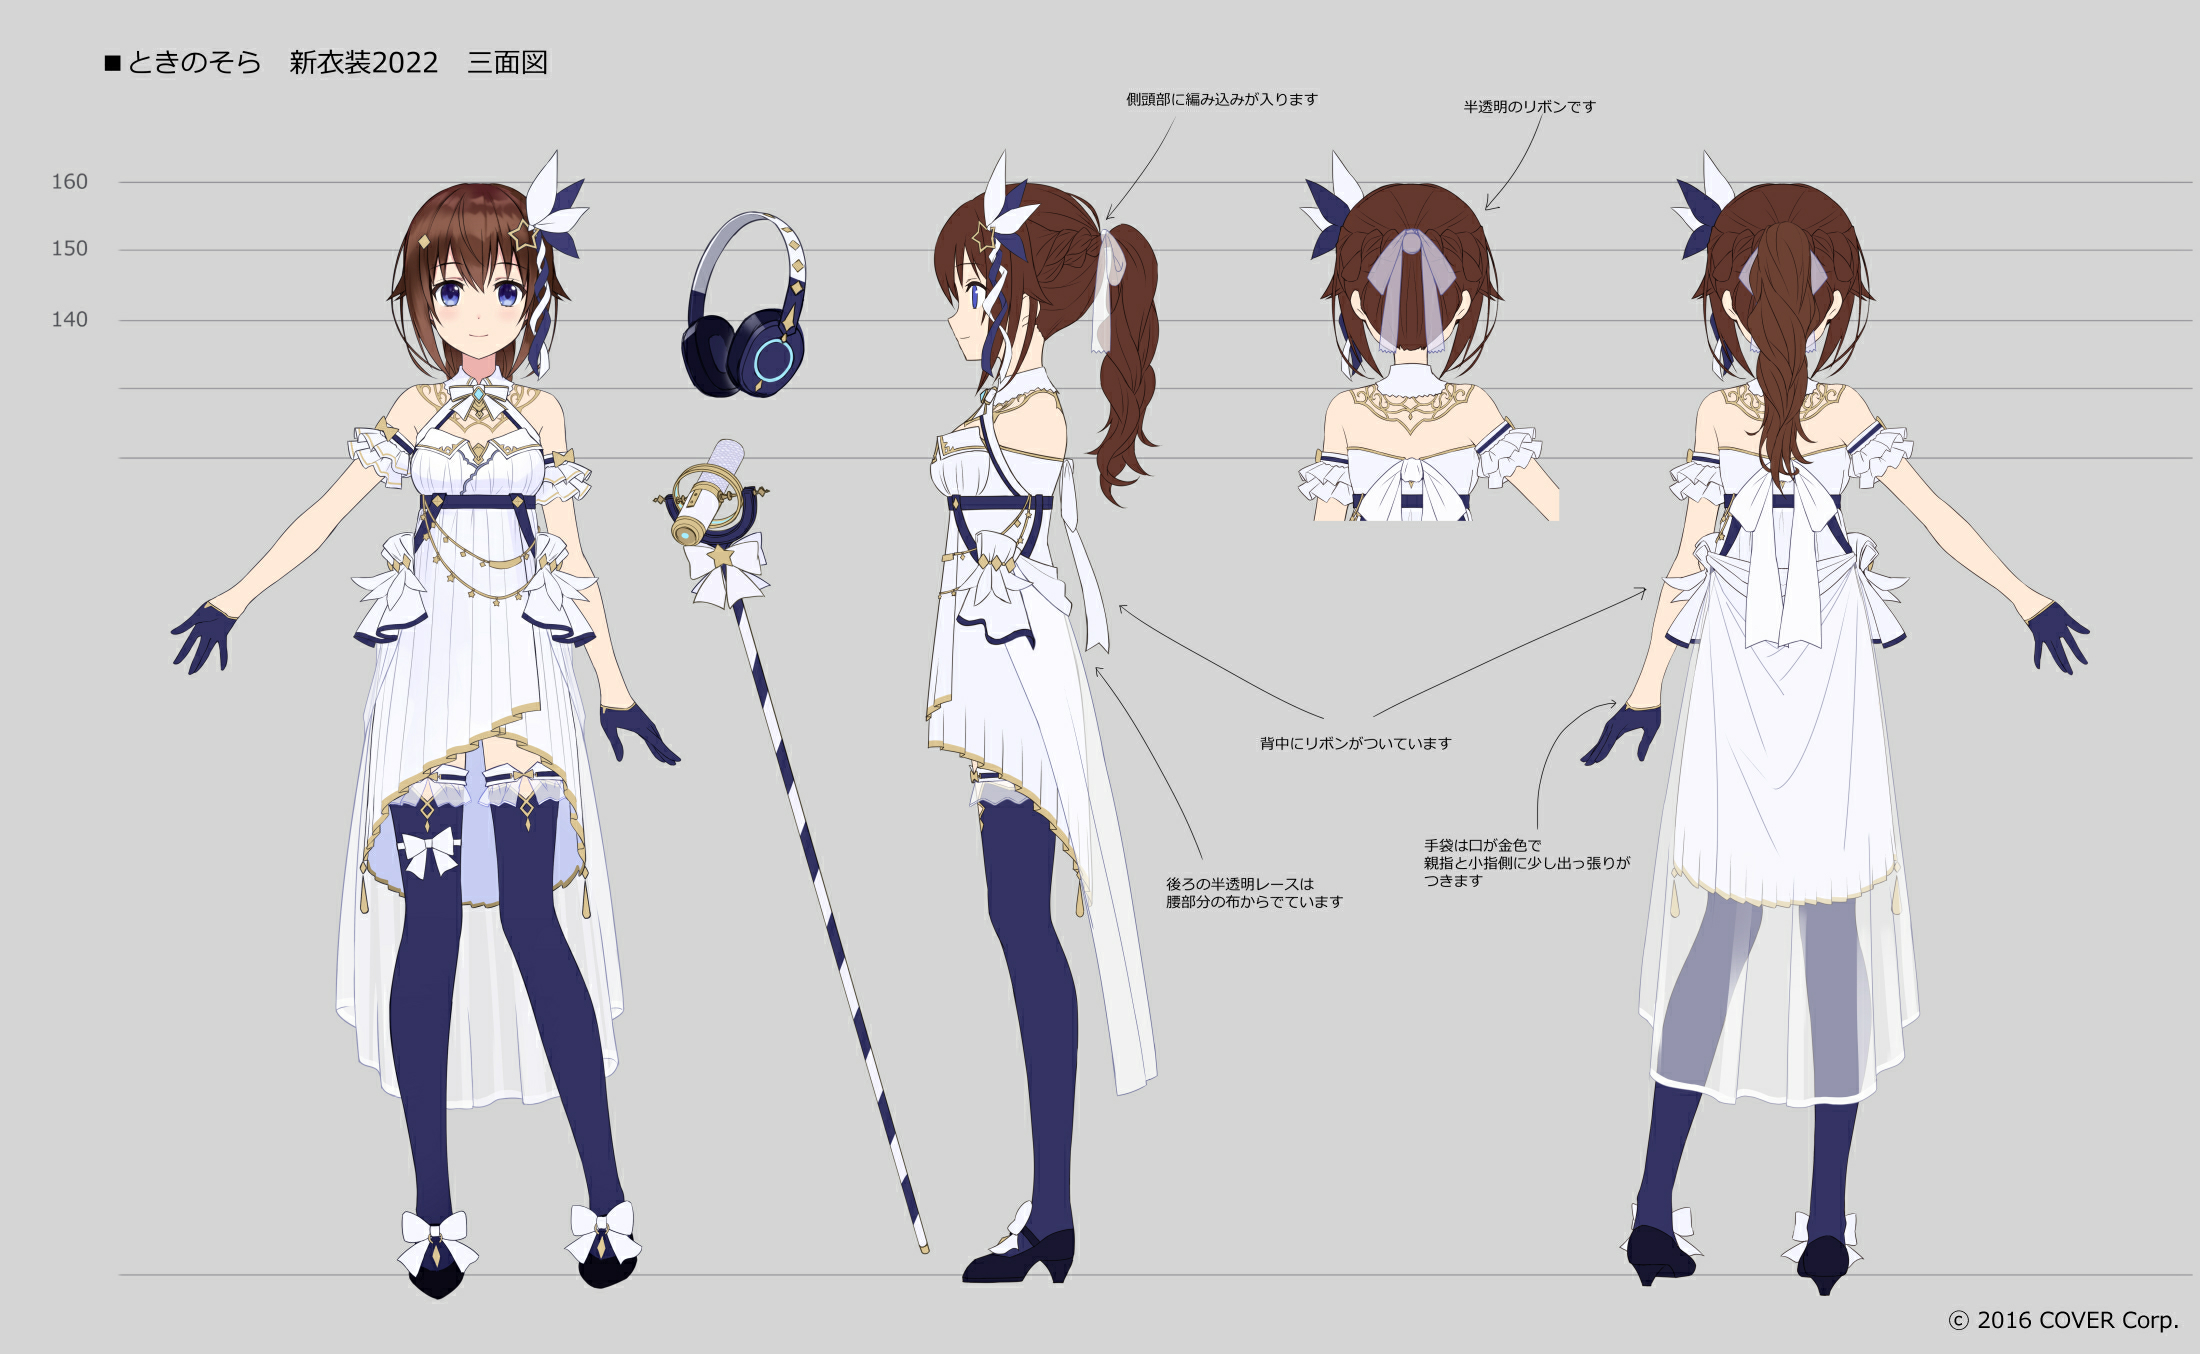 ■ときのそら　新衣装2022　三面図
側頭部に編み込みが入ります
半透明のリボンです
160
150
140
背中にリボンがついています
手袋は口が金色で
親指と小指側に少し出っ張りが
つきます
後ろの半透明レースは
腰部分の布からでています
© 2016 COVER Corp.